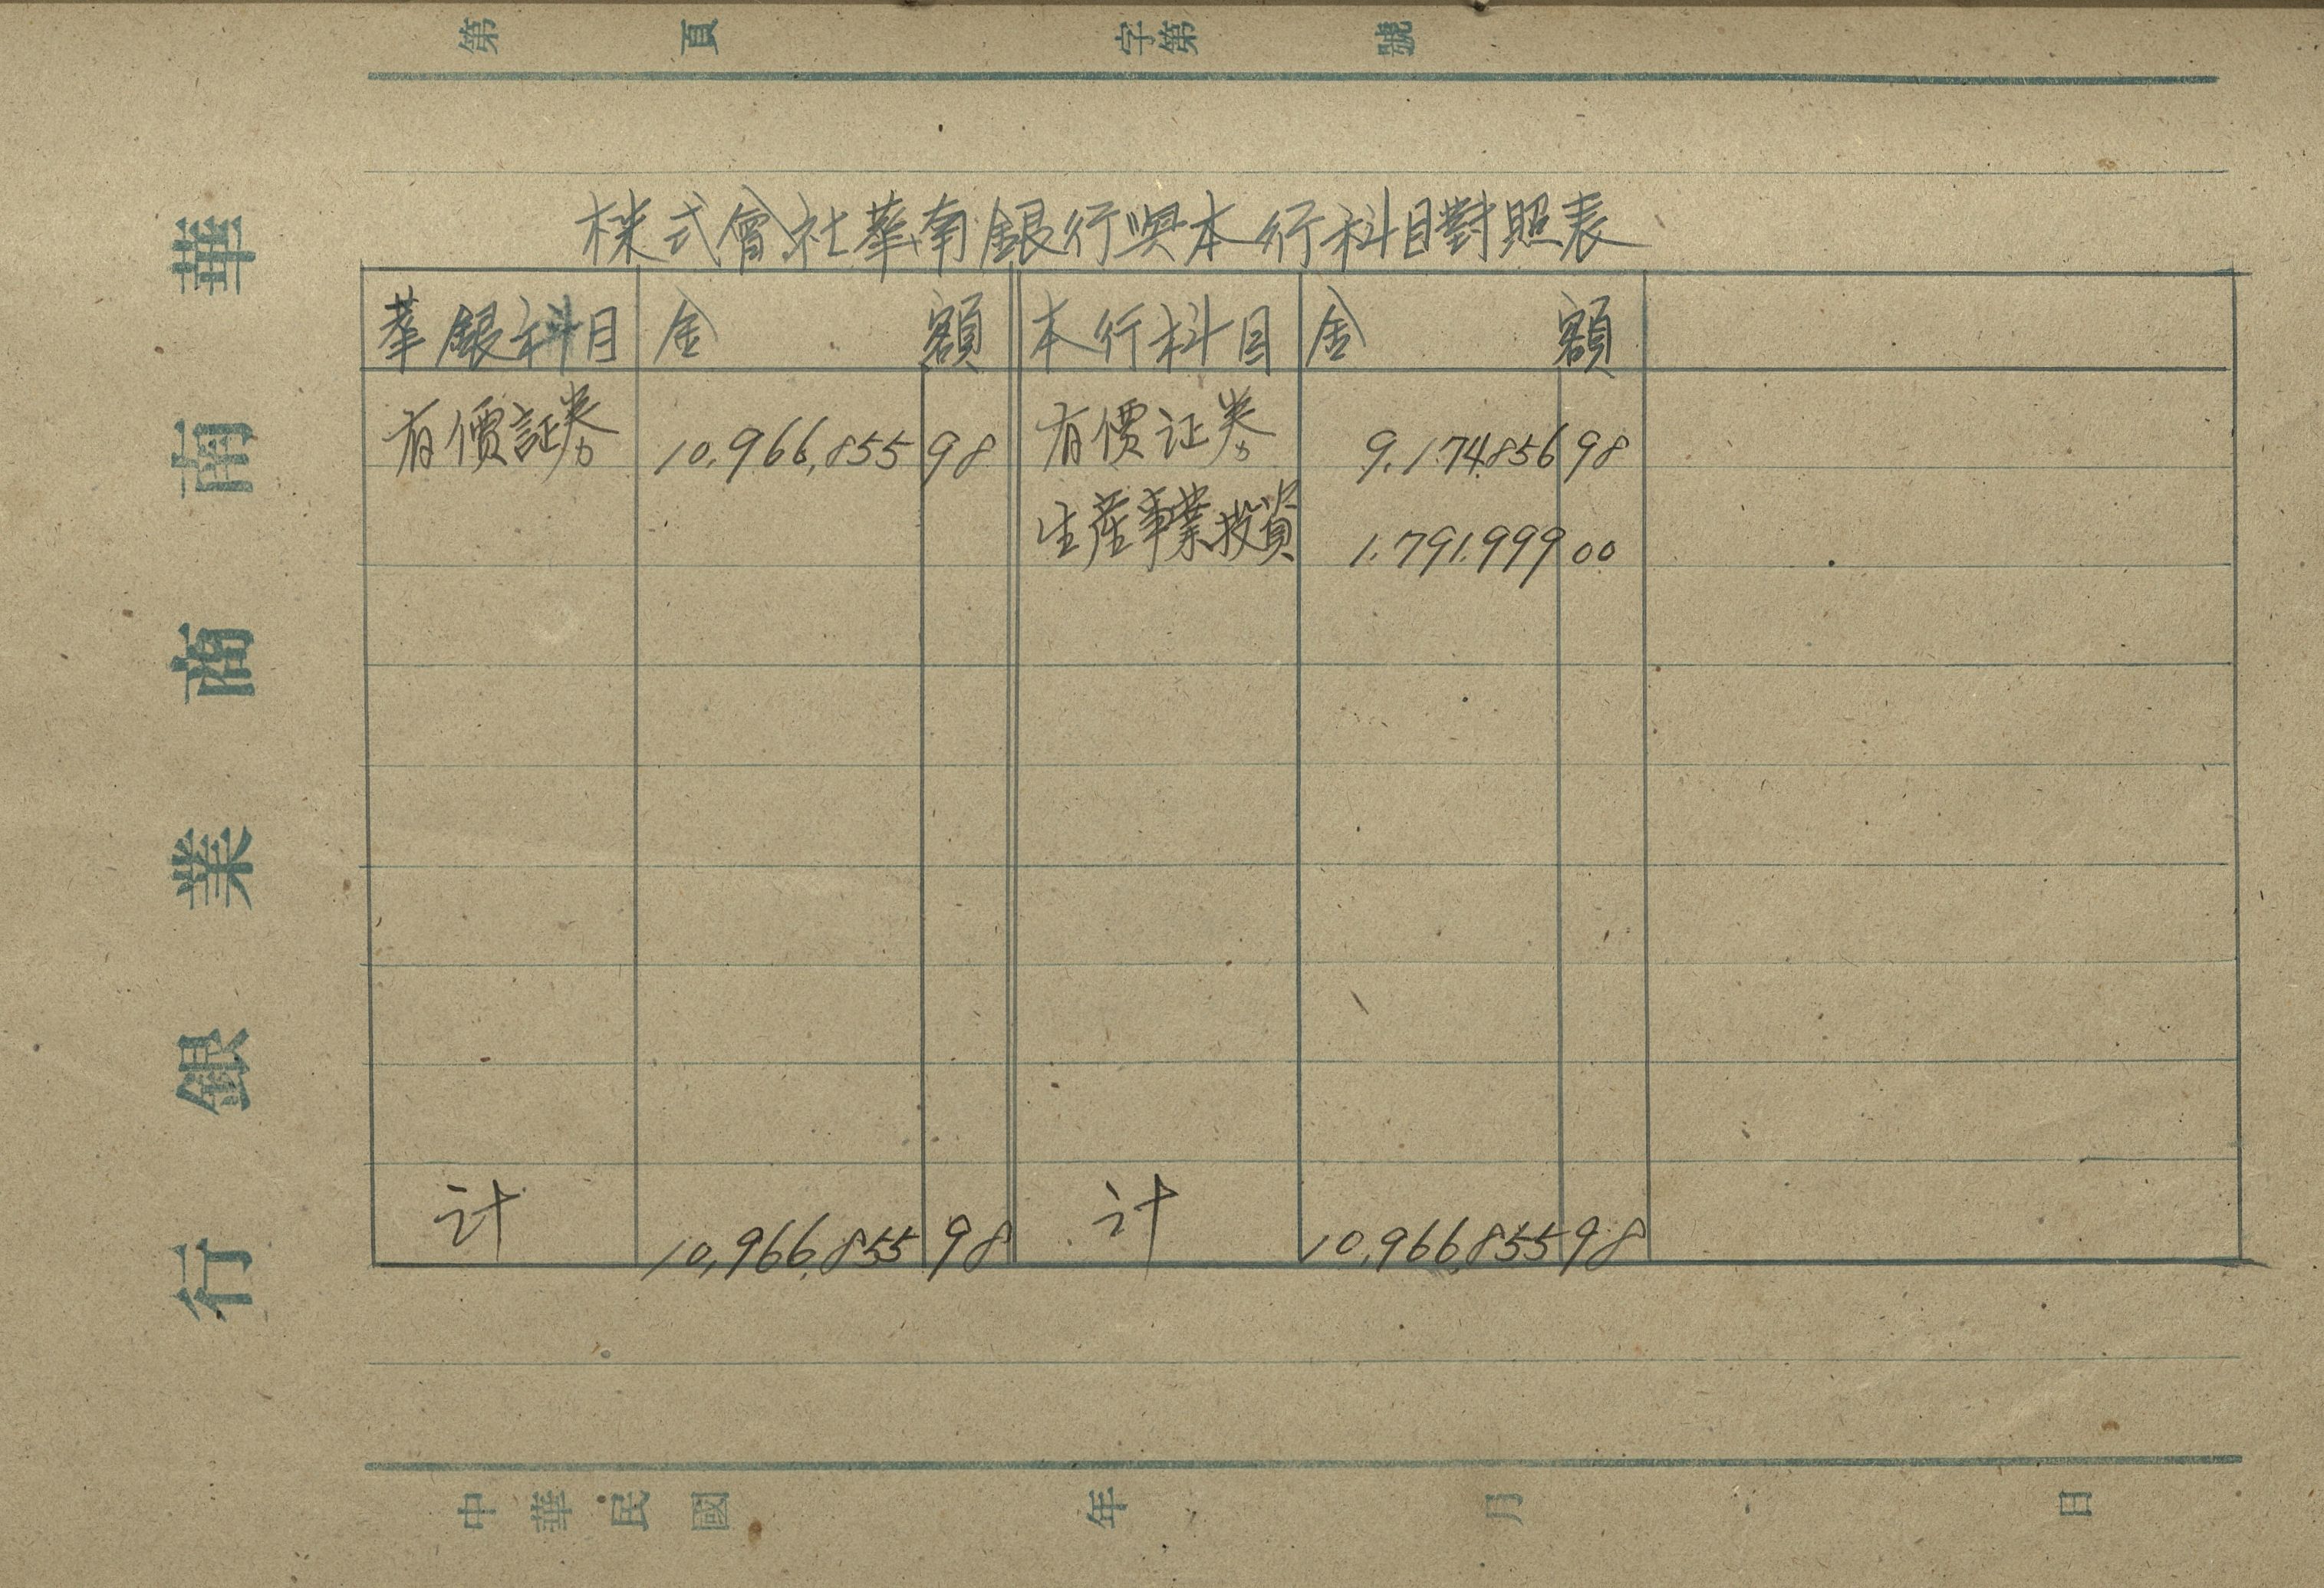 第 頁 字第 號
株式會社華南銀行與本行科目對照表
華銀科目 金額 本行科目 金額
有價証券 10,966,855 98 有價证券 9,174,856 98
生産事業投資 1,791,999 00
计 10,966,855 98 计 10,966,855 98
華南商業銀行
中華民國 年 月 日